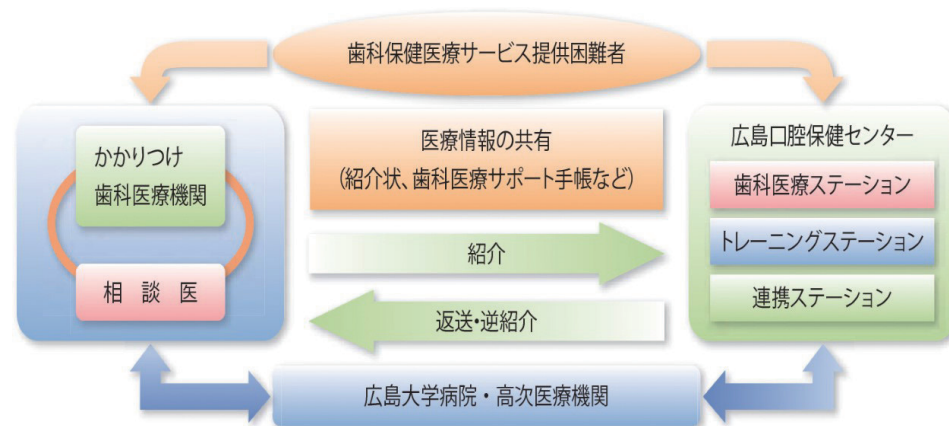 歯科保健医療サービス提供困難者
かかりつけ
歯科医療機関
相談医
医療情報の共有
(紹介状、歯科医療サポート手帳など)
紹介
返送・逆紹介
広島口腔保健センター
歯科医療ステーション
トレーニングステーション
連携ステーション
広島大学病院・高次医療機関